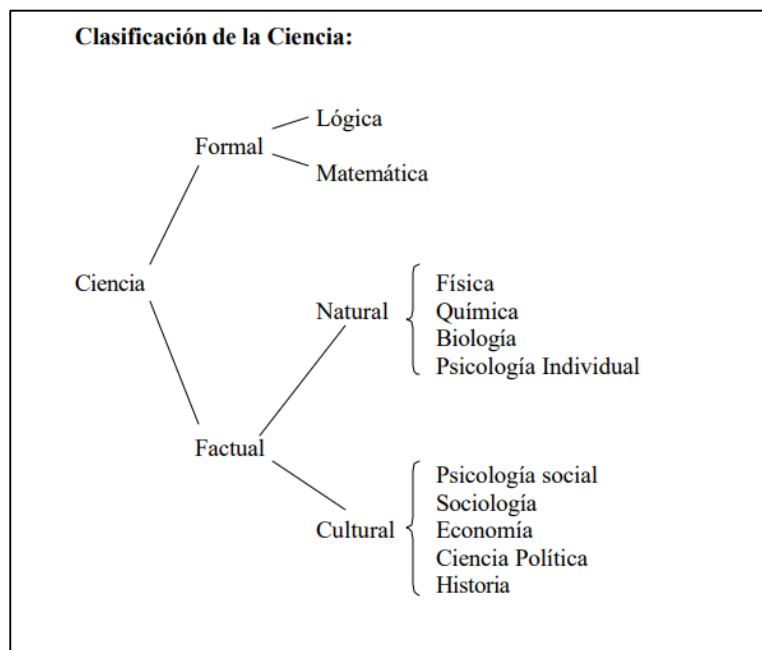 Clasificación de la Ciencia:
Lógica
Formal
Matemática
Ciencia
Física
Natural
Química
Biología
Psicología Individual
Factual
Psicología social
Sociología
Cultural
Economía
Ciencia Política
Historia